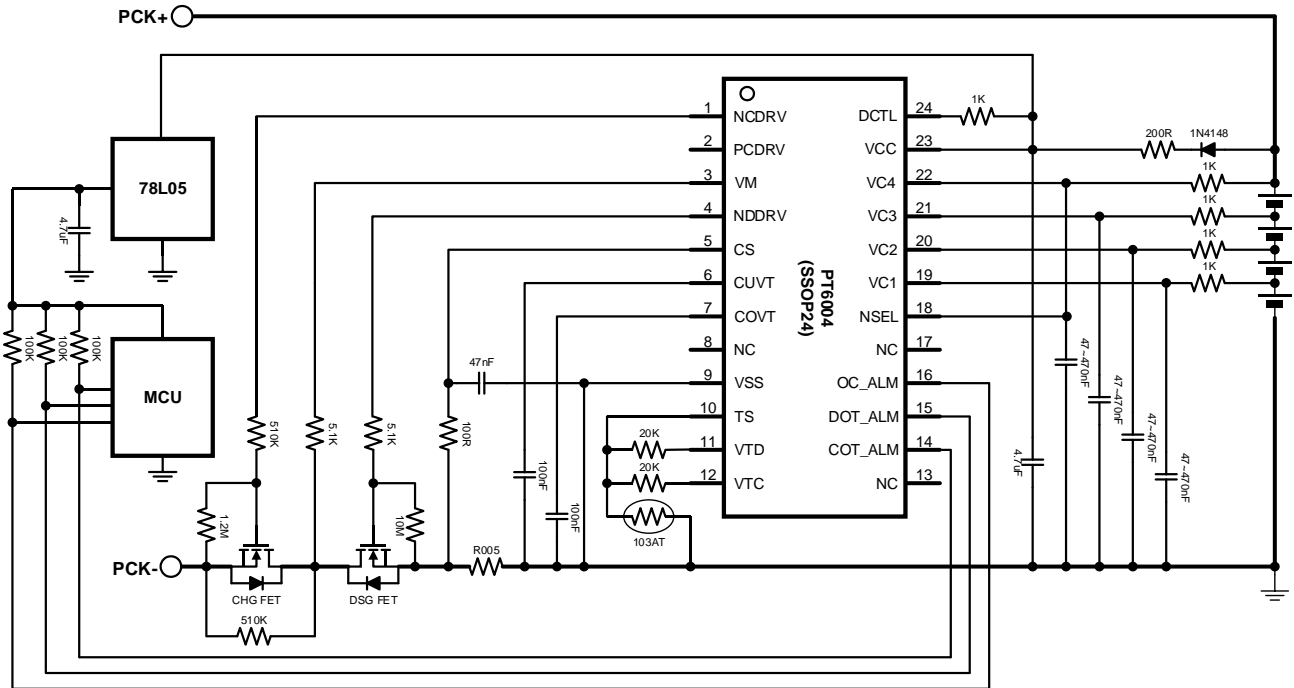 PCK+
78L05
4.7uF
100K
100K
100K
MCU
1 NCDRV
2 PCDRV
3 VM
4 NDDRV
5 CS
6 CUVT
7 COVT
8 NC
9 VSS
10 TS
11 VTD
12 VTC
PT6004
(SSOP24)
DCTL 24
VCC 23
VC4 22
VC3 21
VC2 20
VC1 19
NSEL 18
NC 17
OC_ALM 16
DOT_ALM 15
COT_ALM 14
NC 13
1K
200R
1N4148
1K
1K
1K
1K
47~470nF
47~470nF
47~470nF
47~470nF
4.7uF
47nF
510K
5.1K
5.1K
100R
20K
20K
103AT
100nF
100nF
1.2M
10M
R005
PCK-
CHG FET
DSG FET
510K